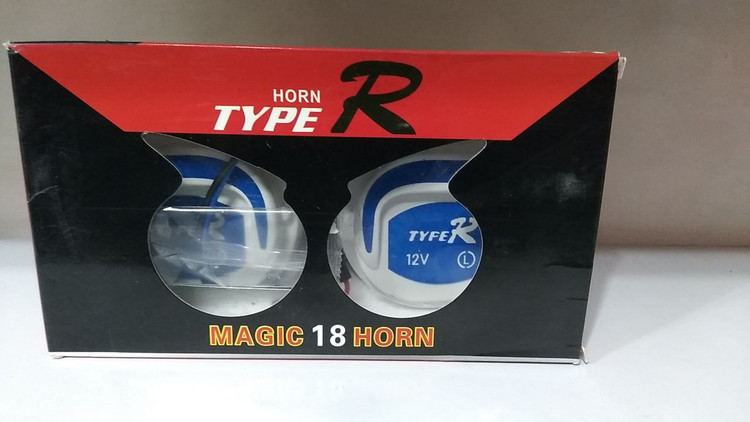 HORN
TYPE R
TYPE R
12V
L
MAGIC 18 HORN